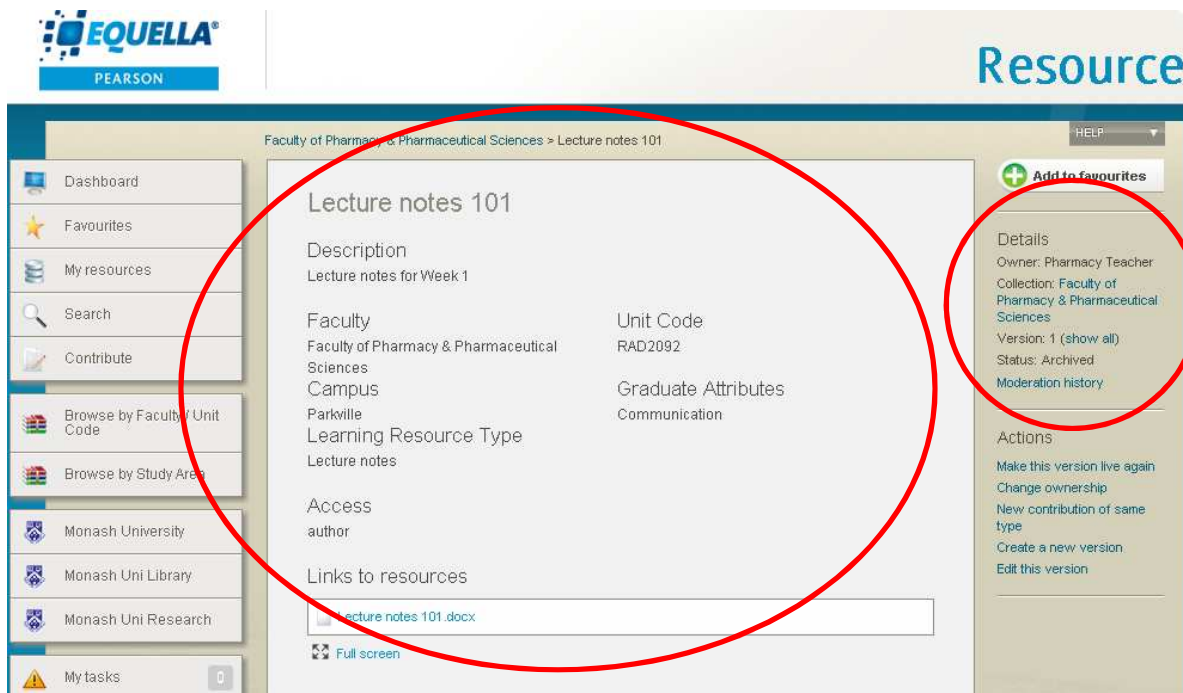 EQUELLA®
PEARSON
Resource
HELP
Faculty of Pharmacy & Pharmaceutical Sciences > Lecture notes 101
Dashboard
Favourites
My resources
Search
Contribute
Browse by Faculty / Unit
Code
Browse by Study Area
Monash University
Monash Uni Library
Monash Uni Research
My tasks
0
Lecture notes 101
Description
Lecture notes for Week 1
Faculty
Faculty of Pharmacy & Pharmaceutical
Sciences
Unit Code
RAD2092
Campus
Parkville
Graduate Attributes
Communication
Learning Resource Type
Lecture notes
Access
author
Links to resources
Lecture notes 101.docx
Full screen
Add to favourites
Details
Owner: Pharmacy Teacher
Collection: Faculty of
Pharmacy & Pharmaceutical
Sciences
Version: 1 (show all)
Status: Archived
Moderation history
Actions
Make this version live again
Change ownership
New contribution of same
type
Create a new version
Edit this version